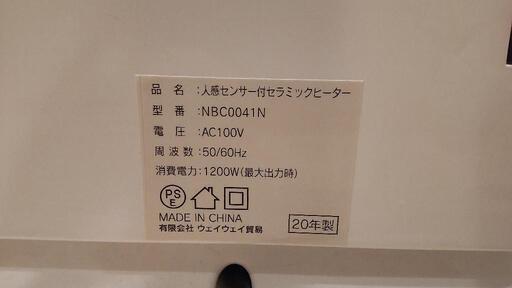 品名：人感センサー付セラミックヒーター
型番：NBC0041N
電圧：AC100V
周波数：50/60Hz
消費電力：1200W(最大出力時)
PSE
MADE IN CHINA
有限会社 ウェイウェイ貿易
20年製